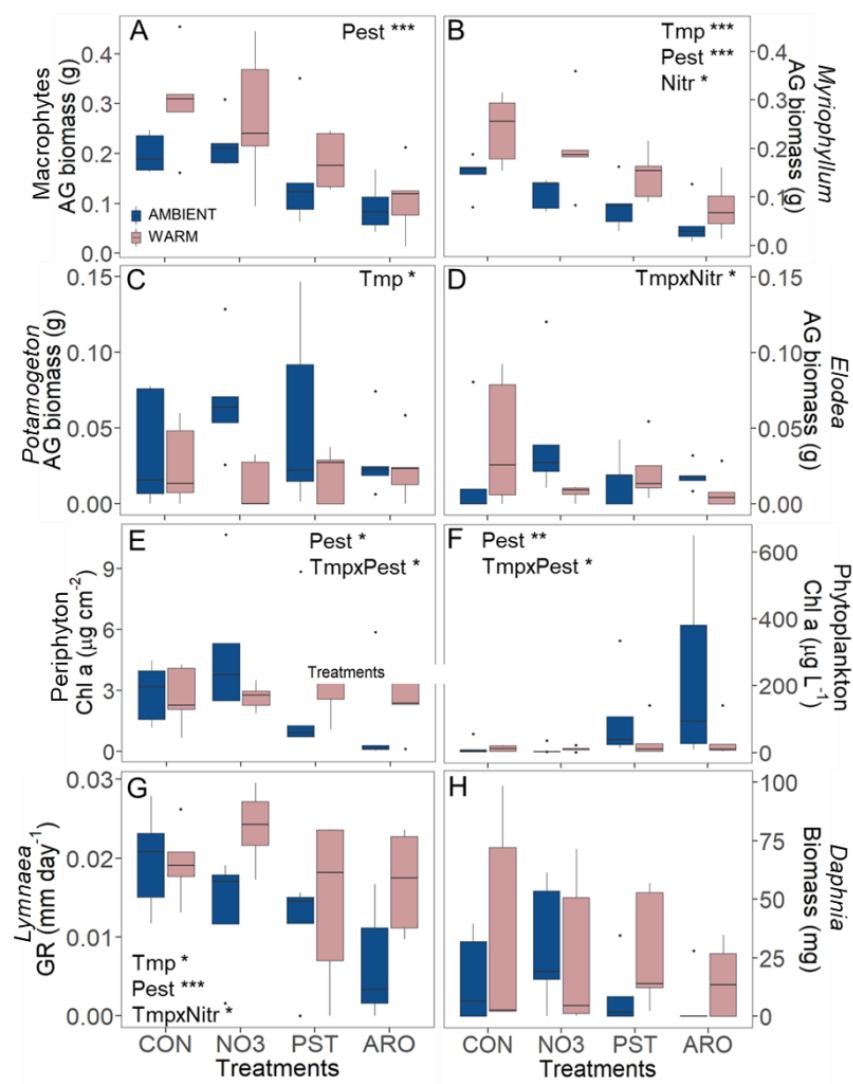 A
Pest ***
Macrophytes
AG biomass (g)
0.4
0.3
0.2
0.1
0.0
AMBIENT
WARM
B
Tmp ***
Pest ***
Nitr *
0.4
0.3
0.2
0.1
0.0
Myriophyllum
AG biomass (g)
C
Tmp *
Potamogeton
AG biomass (g)
0.15
0.10
0.05
0.00
D
TmpxNitr *
0.15
0.10
0.05
0.00
Elodea
AG biomass (g)
E
Pest *
TmpxPest *
Periphyton
Chl a (µg cm⁻²)
9
6
3
0
Treatments
F
Pest **
TmpxPest *
600
400
200
0
Phytoplankton
Chl a (µg L⁻¹)
G
Lymnaea
GR (mm day⁻¹)
0.03
0.02
0.01
0.00
Tmp *
Pest ***
TmpxNitr *
H
100
75
50
25
0
Daphnia
Biomass (mg)
CON NO3 PST ARO
Treatments
CON NO3 PST ARO
Treatments